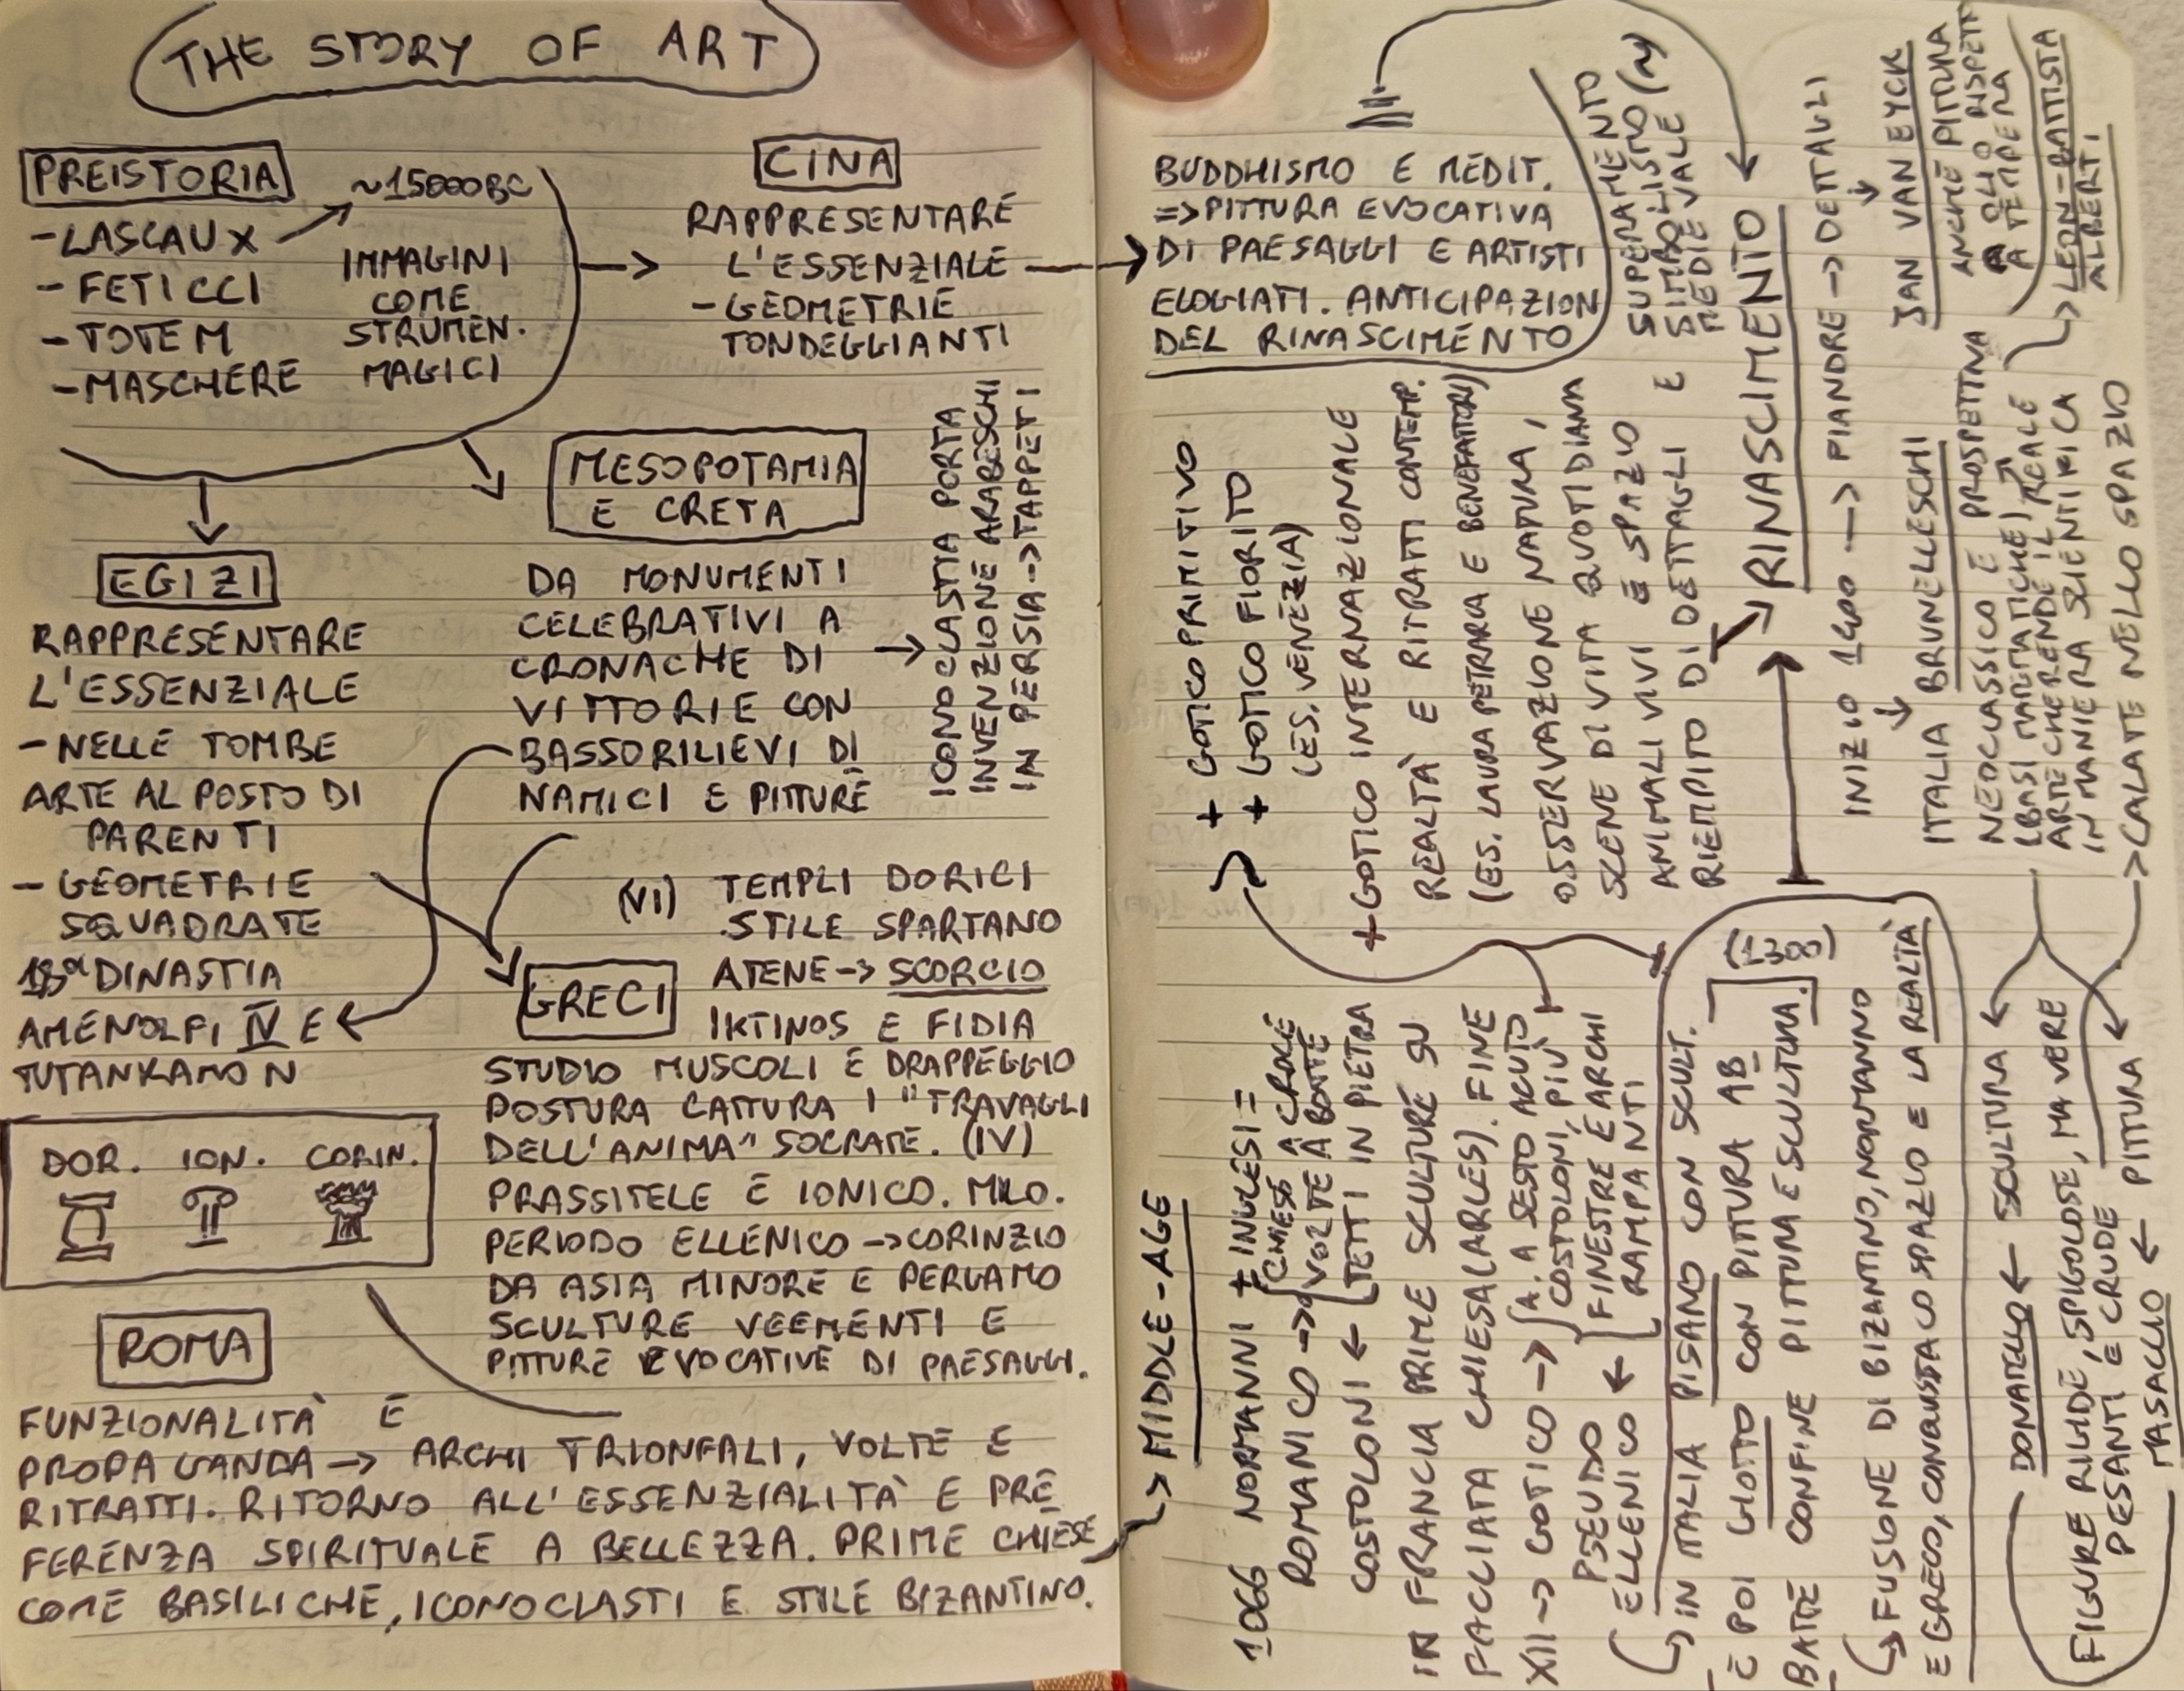 THE STORY OF ART
PREISTORIA
~15000BC
-LASCAUX
-FETICCI
-TOTEM
-MASCHERE
IMMAGINI
COME
STRUMEN.
MAGICI
CINA
RAPPRESENTARE
L'ESSENZIALE
-GEOMETRIE
TONDEGGIANTI
MESOPOTAMIA
E CRETA
DA MONUMENTI
CELEBRATIVI A
CRONACHE DI
VITTORIE CON
BASSORILIEVI DI
NAMICI E PITTURE
ICONOCLASTIA PORTA
INVENZIONE ARABESCHI
IN PERSIA->TAPPETI
EGIZI
RAPPRESENTARE
L'ESSENZIALE
-NELLE TOMBE
ARTE AL POSTO DI
PARENTI
-GEOMETRIE
SQUADRATE
18a DINASTIA
AMENOLFI IV E
TUTANKAMON
(VI) TEMPLI DORICI
STILE SPARTANO
GRECI
ATENE-> SCORCIO
IKTINOS E FIDIA
STUDIO MUSCOLI E DRAPPEGGIO
POSTURA CATTURA I "TRAVAGLI
DELL'ANIMA" SOCRATE. (IV)
PRASSITELE E IONICO. MILO.
PERIODO ELLENICO ->CORINZIO
DA ASIA MINORE E PERGAMO
SCULTURE VEEMENTI E
PITTURE EVOCATIVE DI PAESAGGI.
DOR. ION. CORIN.
ROMA
FUNZIONALITÀ E
PROPAGANDA-> ARCHI TRIONFALI, VOLTE E
RITRATTI. RITORNO ALL'ESSENZIALITÀ E PRE
FERENZA SPIRITUALE A BELLEZZA. PRIME CHIESE
COME BASILICHE, ICONOCLASTI E STILE BIZANTINO.
BUDDHISMO E MEDIT.
=>PITTURA EVOCATIVA
DI PAESAGGI E ARTISTI
ELOGIATI. ANTICIPAZION
DEL RINASCIMENTO
-> MIDDLE-AGE
1066 NORMANNI + INGLESI =
ROMANICO ->
CHIESE A CROCE
VOLTE A BOTTE
TETTI IN PIETRA
COSTOLONI <-
IN FRANCIA PRIME SCULTURE SU
FACCIATA CHIESA(ARLES). FINE
XII-> GOTICO ->
A. A SESTO ACUTO
COSTOLONI, PIÙ
FINESTRE E ARCHI
RAMPANTI
PSEUDO
ELLENICO <-
-> IN ITALIA PISANO CON SCULT.
E POI GIOTTO CON PITTURA AB
BATTE CONFINE PITTURA E SCULTURA.
(1300)
->FUSIONE DI BIZANTINO, NORMANNO
E GRECO, CONQUISTA LO SPAZIO E LA REALTÀ
+ GOTICO PRIMITIVO
+ GOTICO FIORITO
(ES. VENEZIA)
+GOTICO INTERNAZIONALE
REALTÀ E RITRATTI CONTEMP.
(ES. LAURA PETRARCA E BENEFATTORI)
OSSERVAZIONE NATURA,
SCENE DI VITA QUOTIDIANA
ANIMALI VIVI E SPAZIO
RIEMPITO DI DETTAGLI E
SUPERAMENTO
SIMBOLISMO
MEDIEVALE
RINASCIMENTO
INIZIO 1400 --> FIANDRE -> DETTAGLI
JAN VAN EYCK
ANCHE PITTURA
A OLIO RISPETT
A TEMPERA
ITALIA BRUNELLESCHI
NEOCLASSICO E PROSPETTIVA
(BASI MATEMATICHE)
ARTE CHE RENDE IL REALE
IN MANIERA SCIENTIFICA
-> LEON-BATTISTA
ALBERTI
->CALATE NELLO SPAZIO
DONATELLO <- SCULTURA
FIGURE RIGIDE, SPIGOLOSE, MA VERE
PESANTI E CRUDE
MASACCIO <- PITTURA